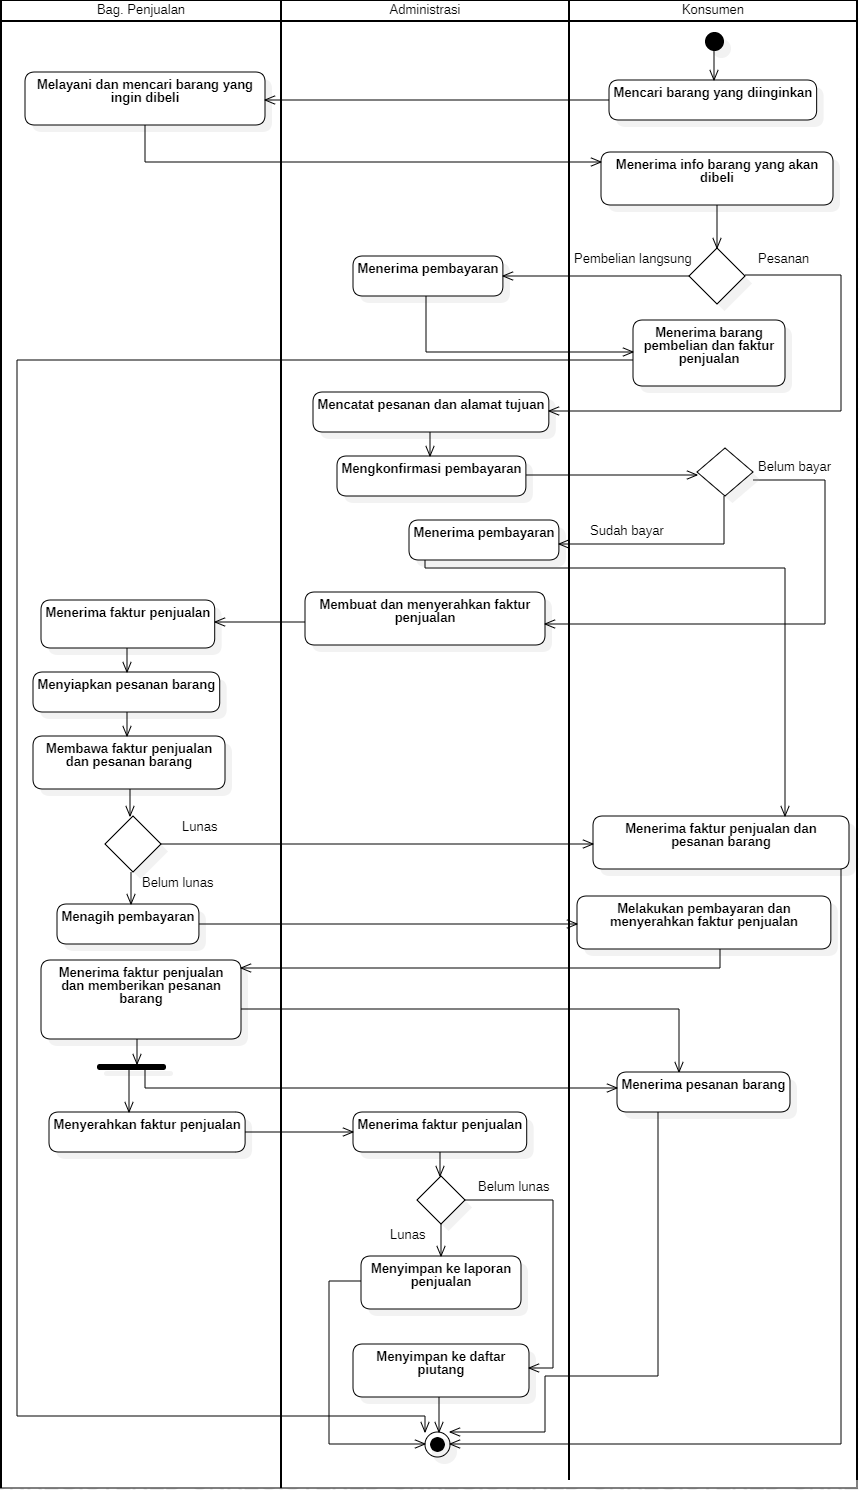 Bag. Penjualan
Administrasi
Konsumen
Melayani dan mencari barang yang
ingin dibeli
Mencari barang yang diinginkan
Menerima info barang yang akan
dibeli
Pembelian langsung
Pesanan
Menerima pembayaran
Menerima barang
pembelian dan faktur
penjualan
Mencatat pesanan dan alamat tujuan
Mengkonfirmasi pembayaran
Belum bayar
Menerima pembayaran
Sudah bayar
Menerima faktur penjualan
Membuat dan menyerahkan faktur
penjualan
Menyiapkan pesanan barang
Membawa faktur penjualan
dan pesanan barang
Lunas
Menerima faktur penjualan dan
pesanan barang
Belum lunas
Menagih pembayaran
Melakukan pembayaran dan
menyerahkan faktur penjualan
Menerima faktur penjualan
dan memberikan pesanan
barang
Menerima pesanan barang
Menyerahkan faktur penjualan
Menerima faktur penjualan
Belum lunas
Lunas
Menyimpan ke laporan
penjualan
Menyimpan ke daftar
piutang